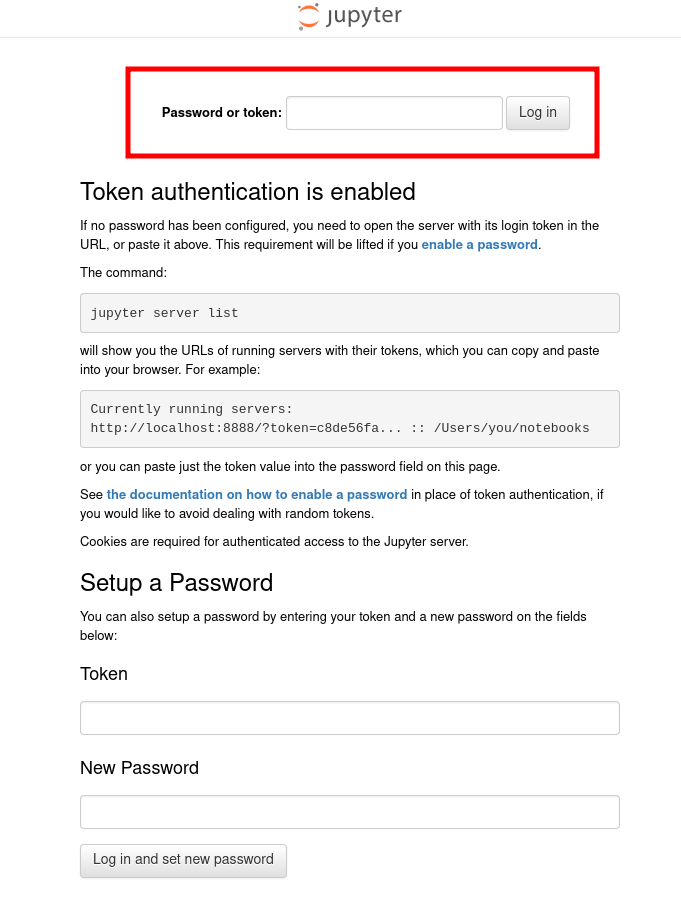 jupyter
Password or token: Log in
Token authentication is enabled
If no password has been configured, you need to open the server with its login token in the
URL, or paste it above. This requirement will be lifted if you enable a password.
The command:
jupyter server list
will show you the URLs of running servers with their tokens, which you can copy and paste
into your browser. For example:
Currently running servers:
http://localhost:8888/?token=c8de56fa... :: /Users/you/notebooks
or you can paste just the token value into the password field on this page.
See the documentation on how to enable a password in place of token authentication, if
you would like to avoid dealing with random tokens.
Cookies are required for authenticated access to the Jupyter server.
Setup a Password
You can also setup a password by entering your token and a new password on the fields
below:
Token
New Password
Log in and set new password